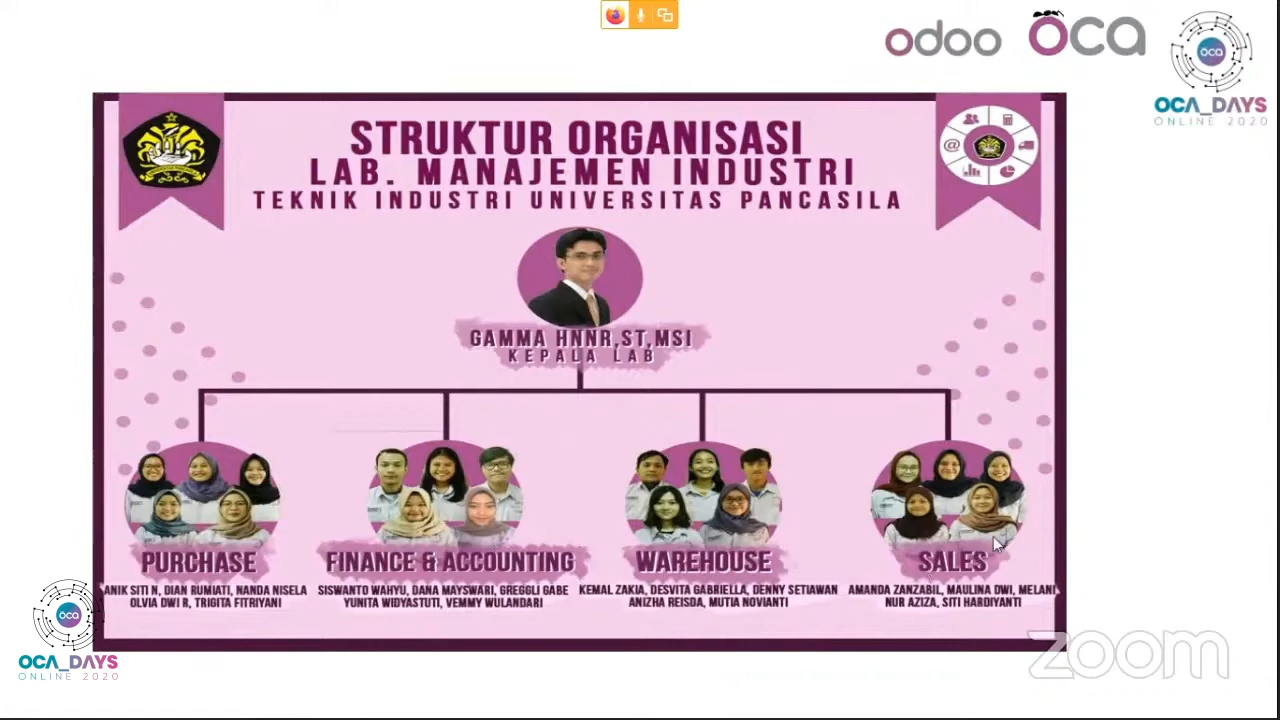 odoo
oca
oca
OCA_DAYS
ONLINE 2020
STRUKTUR ORGANISASI
LAB. MANAJEMEN INDUSTRI
TEKNIK INDUSTRI UNIVERSITAS PANCASILA
@
GAMMA HNNR,ST,MSI
KEPALA LAB
PURCHASE
ANIK SITI N, DIAN RUMIATI, NANDA NISELA
OLVIA DWI R, TRIGITA FITRIYANI
FINANCE & ACCOUNTING
SISWANTO WAHYU, DANA MAYSWARI, GREGGLI GABE
YUNITA WIDYASTUTI, VEMMY WULANDARI
WAREHOUSE
KEMAL ZAKIA, DESVITA GABRIELLA, DENNY SETIAWAN
ANIZHA REISDA, MUTIA NOVIANTI
SALES
AMANDA ZANZABIL, MAULINA DWI, MELANI
NUR AZIZA, SITI HARDIYANTI
oca
OCA_DAYS
ONLINE 2020
zoom